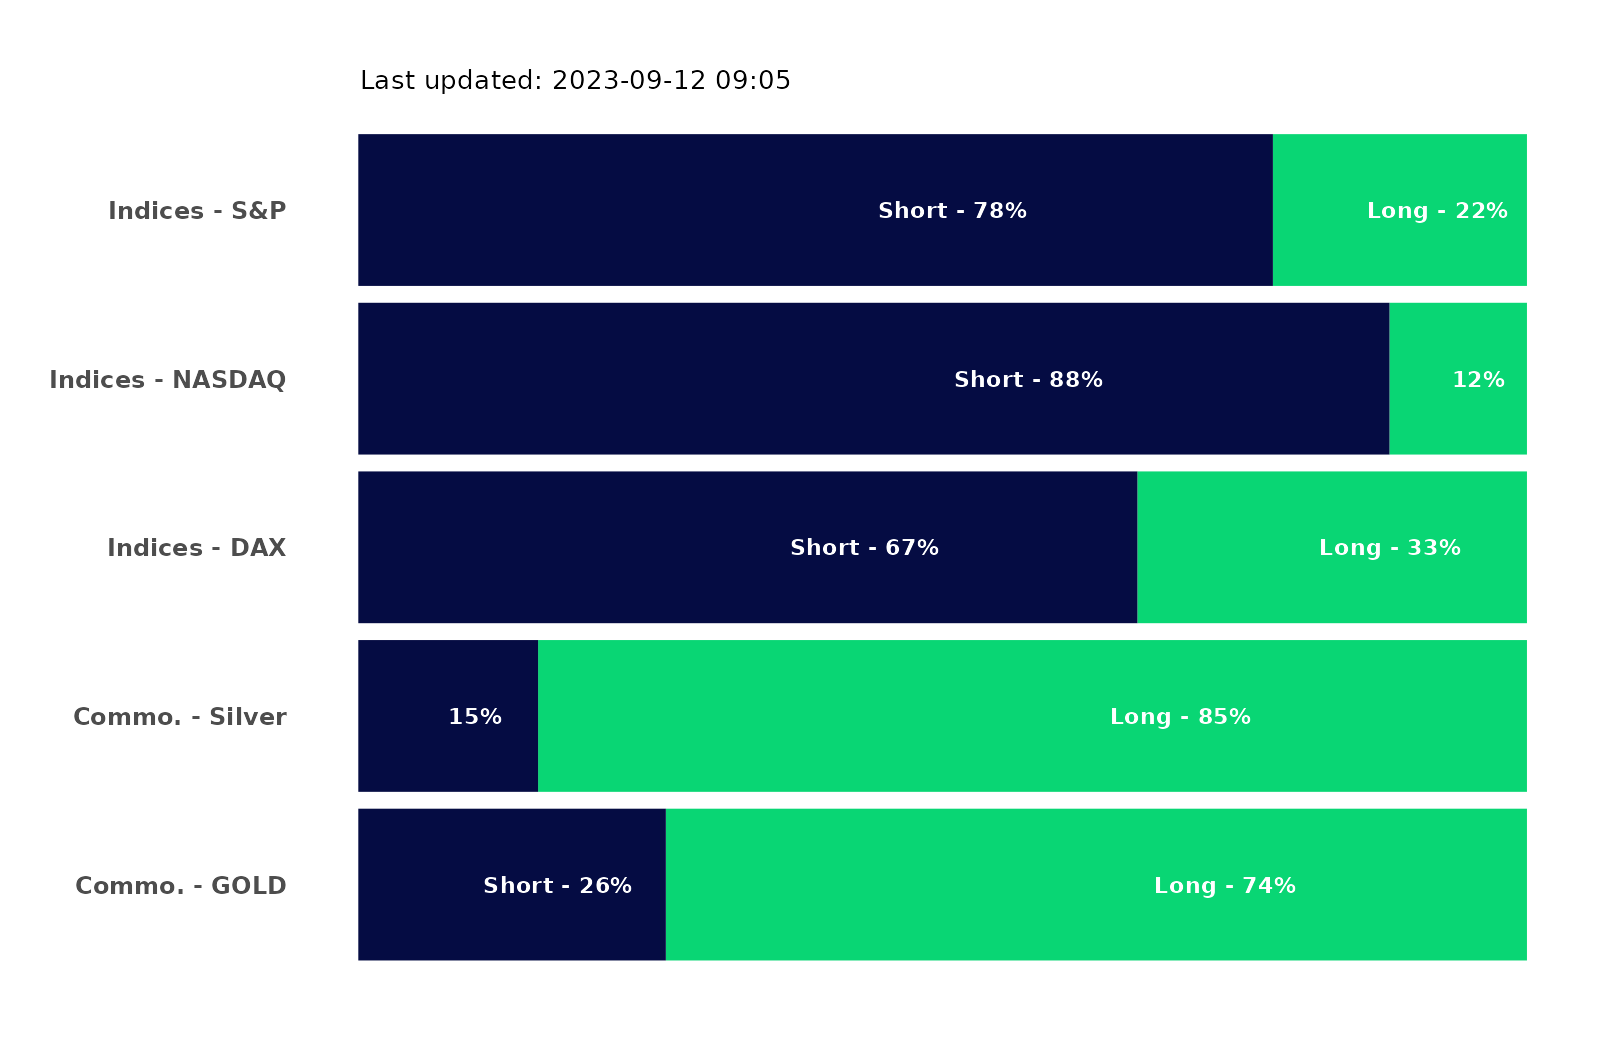 Last updated: 2023-09-12 09:05
Indices - S&P
Short - 78%
Long - 22%
Indices - NASDAQ
Short - 88%
12%
Indices - DAX
Short - 67%
Long - 33%
Commo. - Silver
15%
Long - 85%
Commo. - GOLD
Short - 26%
Long - 74%